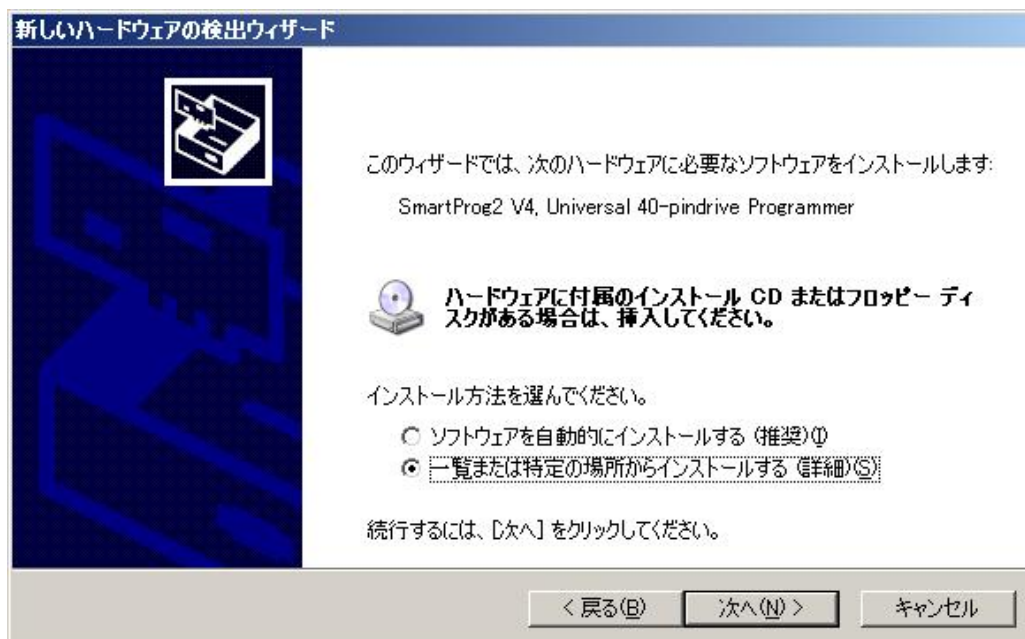 新しいハードウェアの検出ウィザード
このウィザードでは、次のハードウェアに必要なソフトウェアをインストールします:
SmartProg2 V4, Universal 40-pindrive Programmer
ハードウェアに付属のインストール CD またはフロッピー ディ
スクがある場合は、挿入してください。
インストール方法を選んでください。
ソフトウェアを自動的にインストールする (推奨)(I)
一覧または特定の場所からインストールする (詳細)(S)
続行するには、[次へ] をクリックしてください。
< 戻る(B)
次へ(N) >
キャンセル